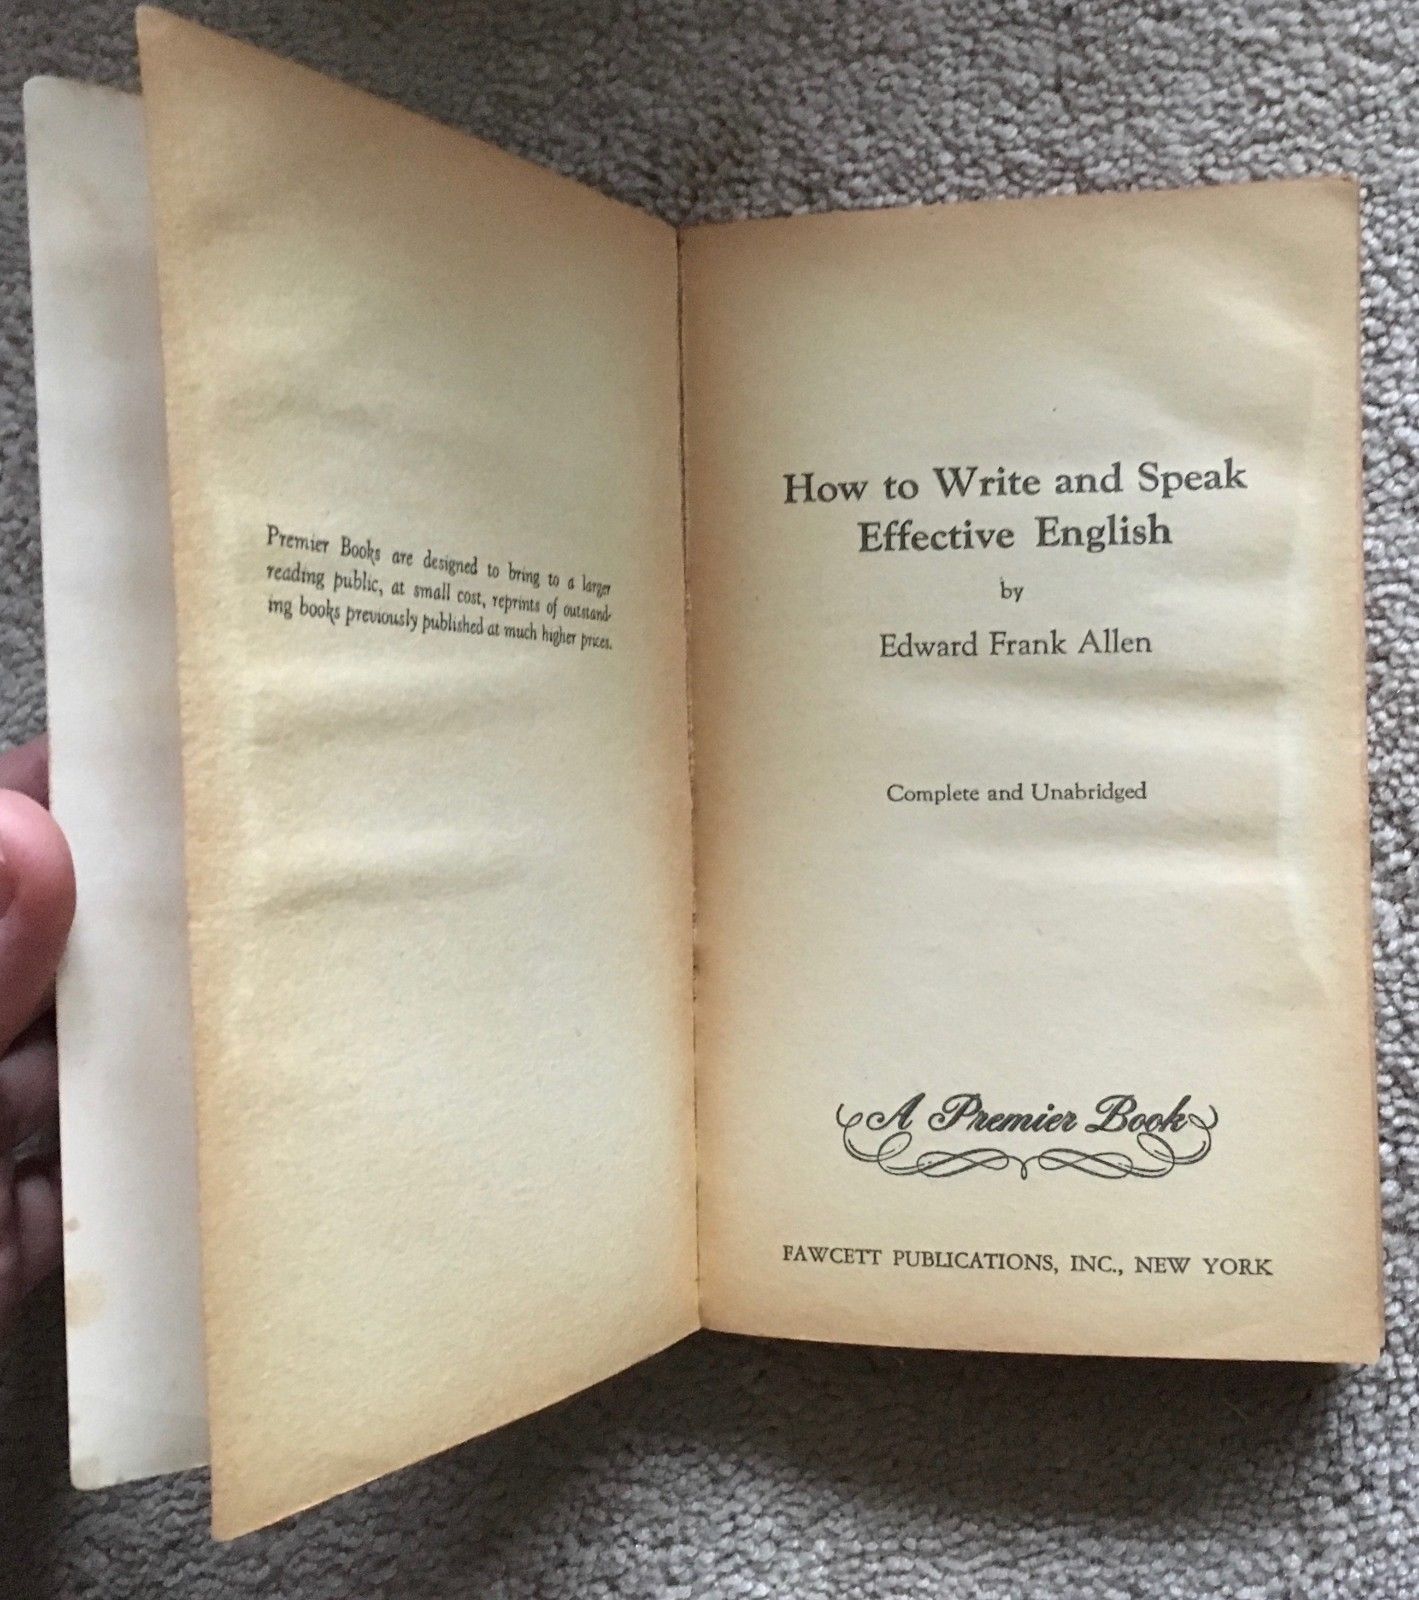 Premier Books are designed to bring to a larger
reading public, at small cost, reprints of outstand-
ing books previously published at much higher prices.
How to Write and Speak
Effective English
by
Edward Frank Allen
Complete and Unabridged
A Premier Book
FAWCETT PUBLICATIONS, INC., NEW YORK